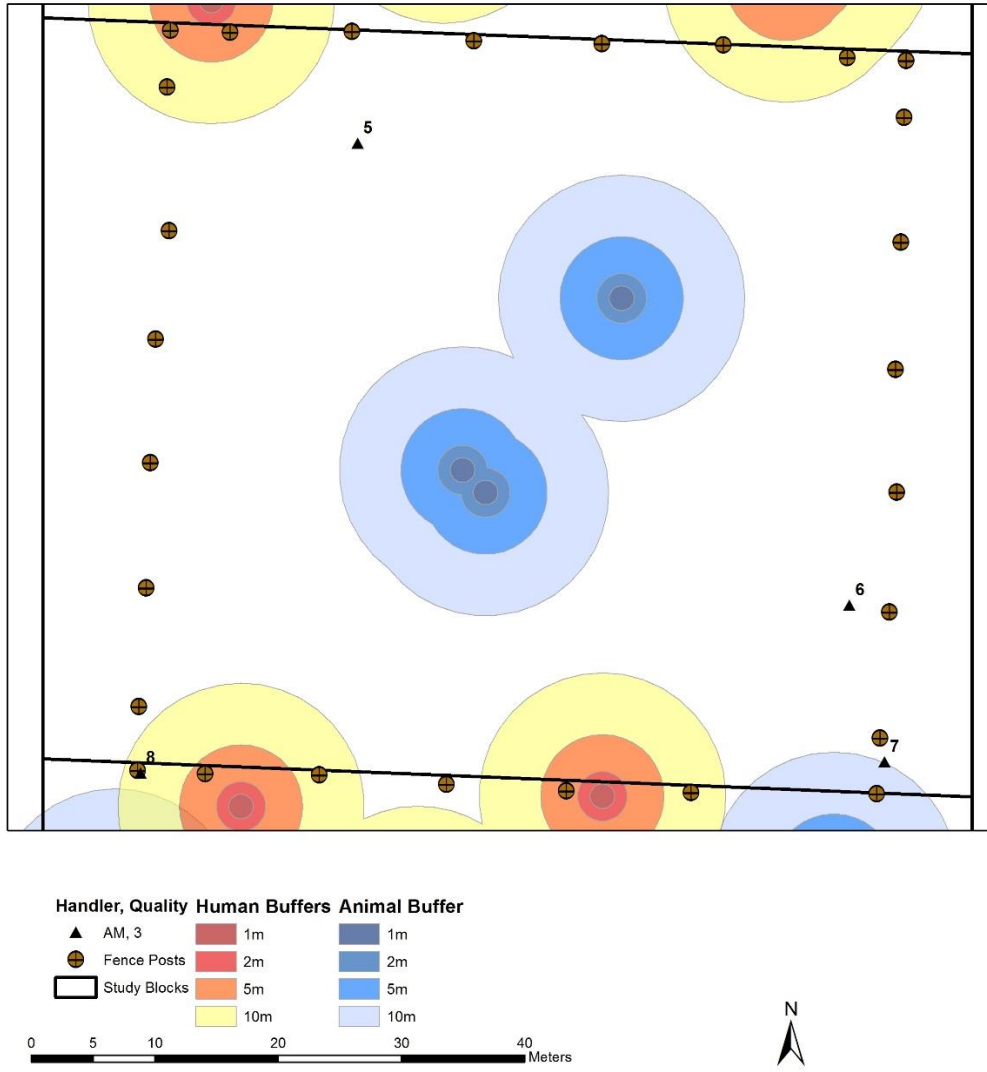 5
6
7
8
Handler, Quality Human Buffers Animal Buffer
AM, 3 1m 1m
Fence Posts 2m 2m
Study Blocks 5m 5m
10m 10m
N
0 5 10 20 30 40
Meters